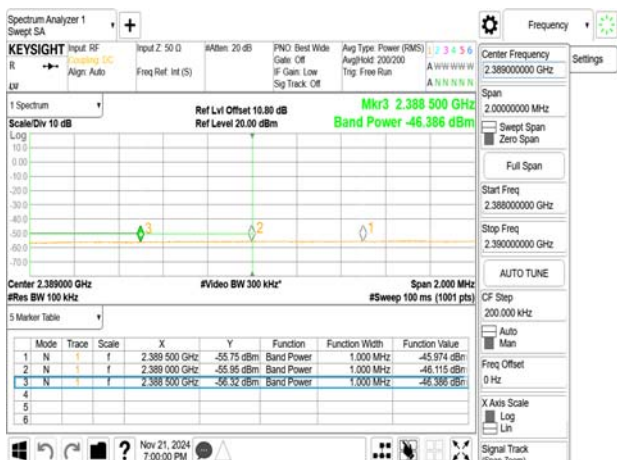 Spectrum Analyzer 1
Swept SA
Frequency
KEYSIGHT Input: RF
Coupling: DC
Align: Auto
Input Z: 50 Ω
Freq Ref: Int (S)
#Atten: 20 dB
PNO: Best Wide
Gate: Off
IF Gain: Low
Sig Track: Off
Avg Type: Power (RMS)
Avg|Hold: 200/200
Trig: Free Run
1 2 3 4 5 6
A W W W W W
A N N N N N
R
Settings
1 Spectrum
Scale/Div 10 dB
Ref Lvl Offset 10.80 dB
Ref Level 20.00 dBm
Mkr3 2.388 500 GHz
Band Power -46.386 dBm
Log
10.0
0.00
-10.0
-20.0
-30.0
-40.0
-50.0
-60.0
-70.0
3
2
1
Center 2.389000 GHz
#Res BW 100 kHz
#Video BW 300 kHz*
Span 2.000 MHz
#Sweep 100 ms (1001 pts)
5 Marker Table
Mode Trace Scale X Y Function Function Width Function Value
1 N 1 f 2.389 500 GHz -55.75 dBm Band Power 1.000 MHz -45.974 dBm
2 N 1 f 2.389 000 GHz -55.95 dBm Band Power 1.000 MHz -46.115 dBm
3 N 1 f 2.388 500 GHz -56.32 dBm Band Power 1.000 MHz -46.386 dBm
4
5
6
Nov 21, 2024
7:00:00 PM
Center Frequency
2.389000000 GHz
Span
2.00000000 MHz
Swept Span
Zero Span
Full Span
Start Freq
2.388000000 GHz
Stop Freq
2.390000000 GHz
AUTO TUNE
CF Step
200.000 kHz
Auto
Man
Freq Offset
0 Hz
X Axis Scale
Log
Lin
Signal Track
(Span Zoom)